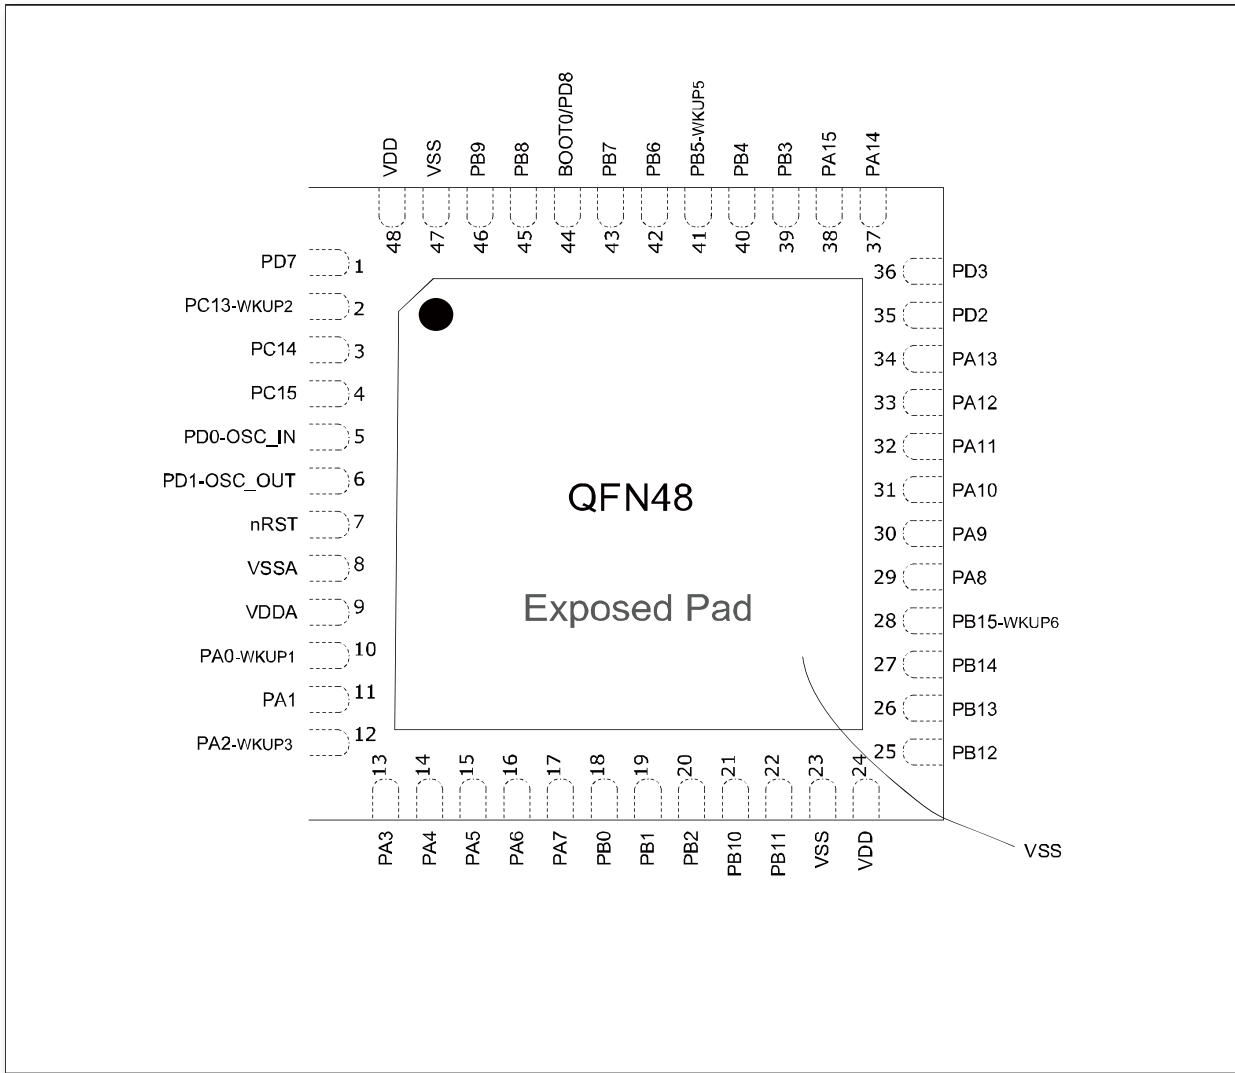 VDD
VSS
PB9
PB8
BOOT0/PD8
PB7
PB6
PB5-WKUP5
PB4
PB3
PA15
PA14
48
47
46
45
44
43
42
41
40
39
38
37
PD7 1
PC13-WKUP2 2
PC14 3
PC15 4
PD0-OSC_IN 5
PD1-OSC_OUT 6
nRST 7
VSSA 8
VDDA 9
PA0-WKUP1 10
PA1 11
PA2-WKUP3 12
QFN48
Exposed Pad
36 PD3
35 PD2
34 PA13
33 PA12
32 PA11
31 PA10
30 PA9
29 PA8
28 PB15-WKUP6
27 PB14
26 PB13
25 PB12
13
14
15
16
17
18
19
20
21
22
23
24
PA3
PA4
PA5
PA6
PA7
PB0
PB1
PB2
PB10
PB11
VSS
VDD
VSS